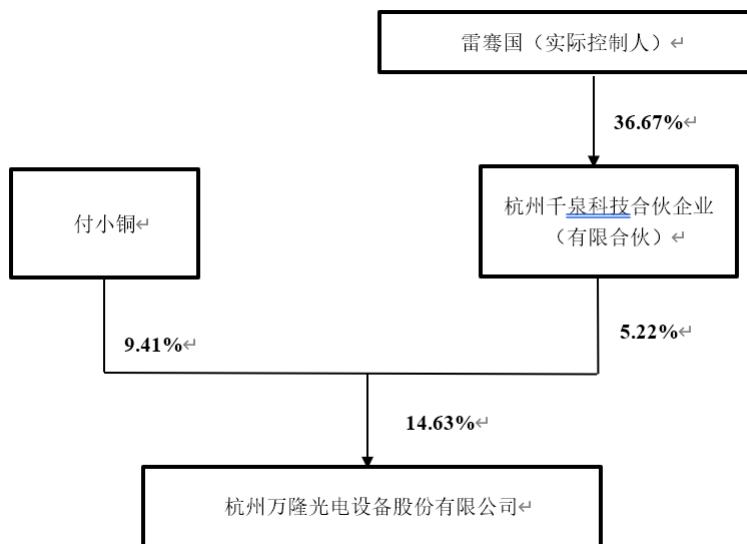 雷骞国（实际控制人）↵
36.67%↵
付小铜↵
杭州千泉科技合伙企业
（有限合伙）↵
9.41%↵
5.22%↵
14.63%↵
杭州万隆光电设备股份有限公司↵